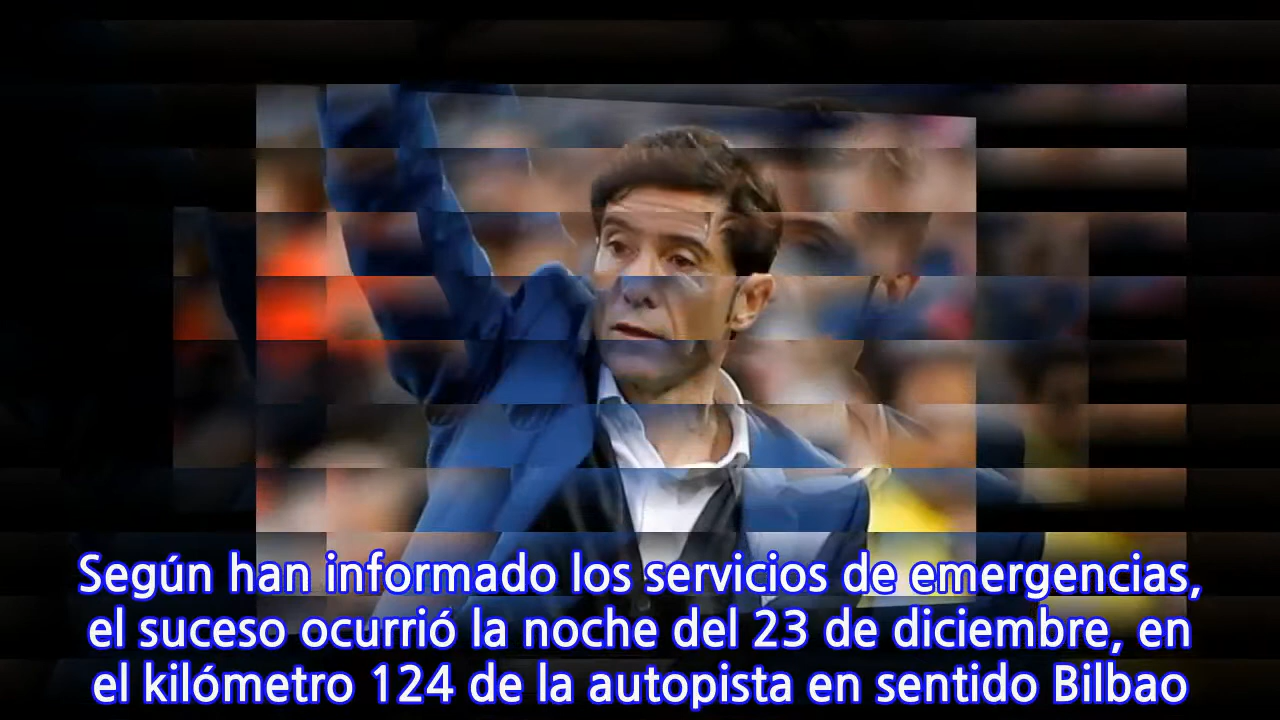 Según han informado los servicios de emergencias,
el suceso ocurrió la noche del 23 de diciembre, en
el kilómetro 124 de la autopista en sentido Bilbao